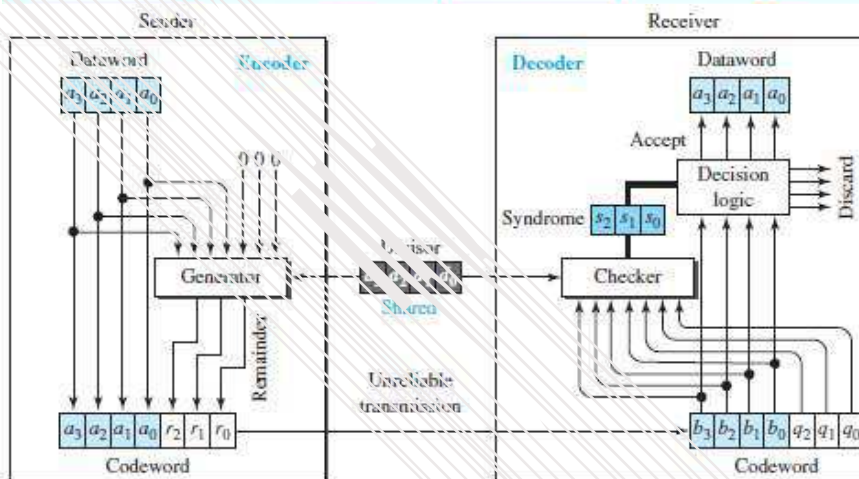 Sender
Receiver
Dataword
Encoder
Decoder
Dataword
a3 a2 a1 a0
a3 a2 a1 a0
Accept
0 0 0
Decision
logic
Discard
Syndrome s2 s1 s0
Divisor
Generator
Checker
Shared
Remainder
Unreliable
transmission
a3 a2 a1 a0 r2 r1 r0
b3 b2 b1 b0 q2 q1 q0
Codeword
Codeword